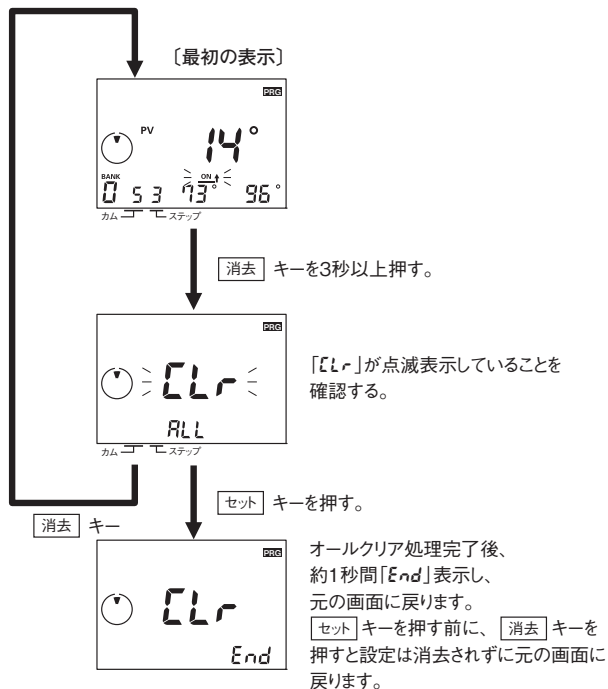 〔最初の表示〕
PRG
PV
14°
BANK
ON
0 5 3 73° 96°
カム ステップ
消去 キーを3秒以上押す。
PRG
CLr
ALL
カム ステップ
「CLr」が点滅表示していることを
確認する。
消去 キー
セット キーを押す。
PRG
CLr
End
オールクリア処理完了後、
約1秒間「End」表示し、
元の画面に戻ります。
セット キーを押す前に、 消去 キーを
押すと設定は消去されずに元の画面に
戻ります。